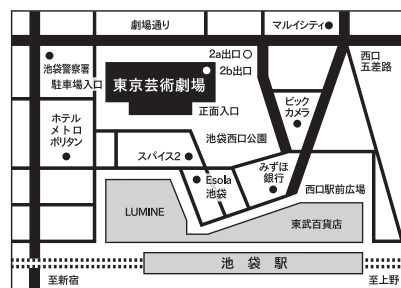 劇場通り
マルイシティ
西口
五差路
2a出口
2b出口
池袋警察署
駐車場入口
東京芸術劇場
正面入口
ホテル
メトロ
ポリタン
ビック
カメラ
池袋西口公園
スパイス2
みずほ
銀行
Esola
池袋
西口駅前広場
LUMINE
東武百貨店
池袋駅
至新宿
至上野